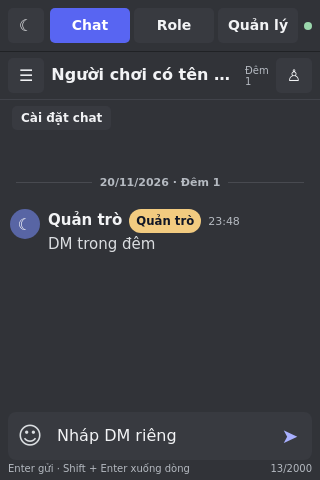 Chat Role Quản lý
Người chơi có tên ... Đêm 1
Cài đặt chat
20/11/2026 · Đêm 1
Quản trò Quản trò 23:48
DM trong đêm
Nháp DM riêng
Enter gửi · Shift + Enter xuống dòng 13/2000